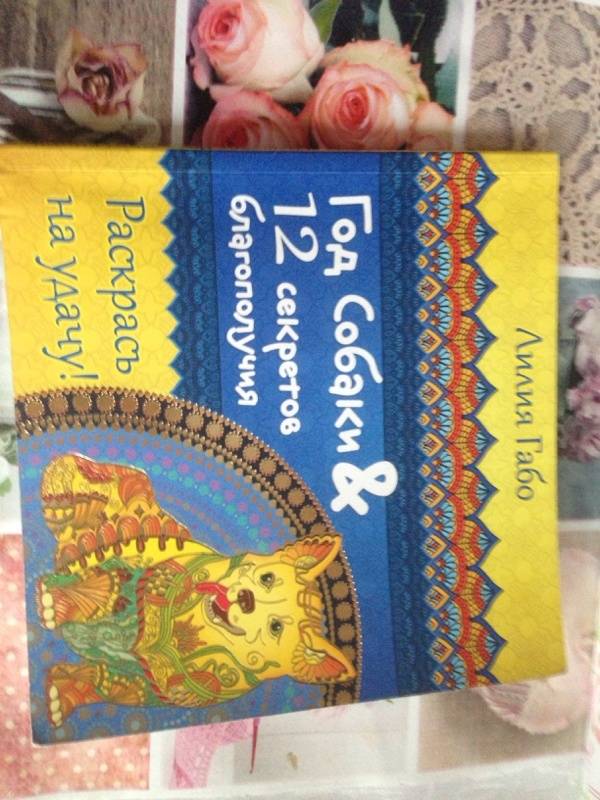 Лилия Габо
Год Собаки &
12 секретов
благополучия
Раскрась
на удачу!